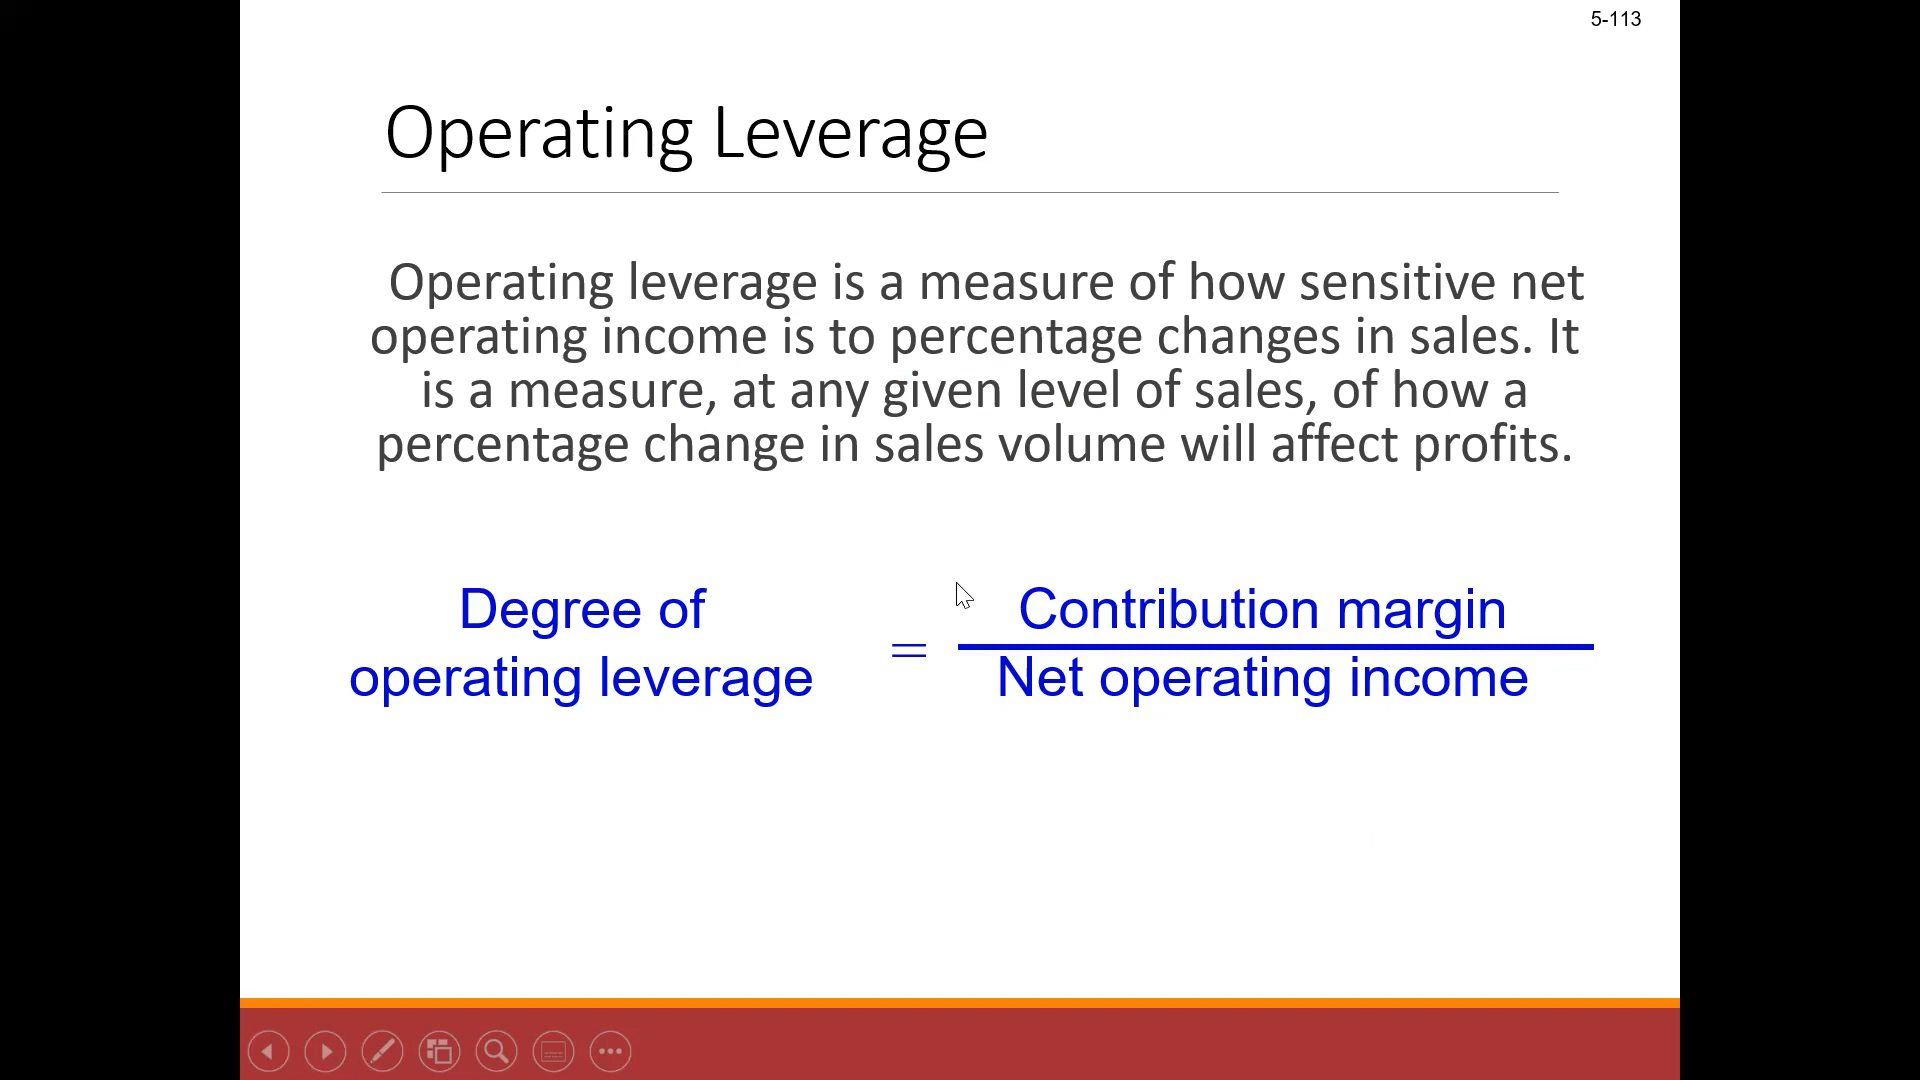 5-113
Operating Leverage
Operating leverage is a measure of how sensitive net
operating income is to percentage changes in sales. It
is a measure, at any given level of sales, of how a
percentage change in sales volume will affect profits.
Degree of
operating leverage
=
Contribution margin
Net operating income